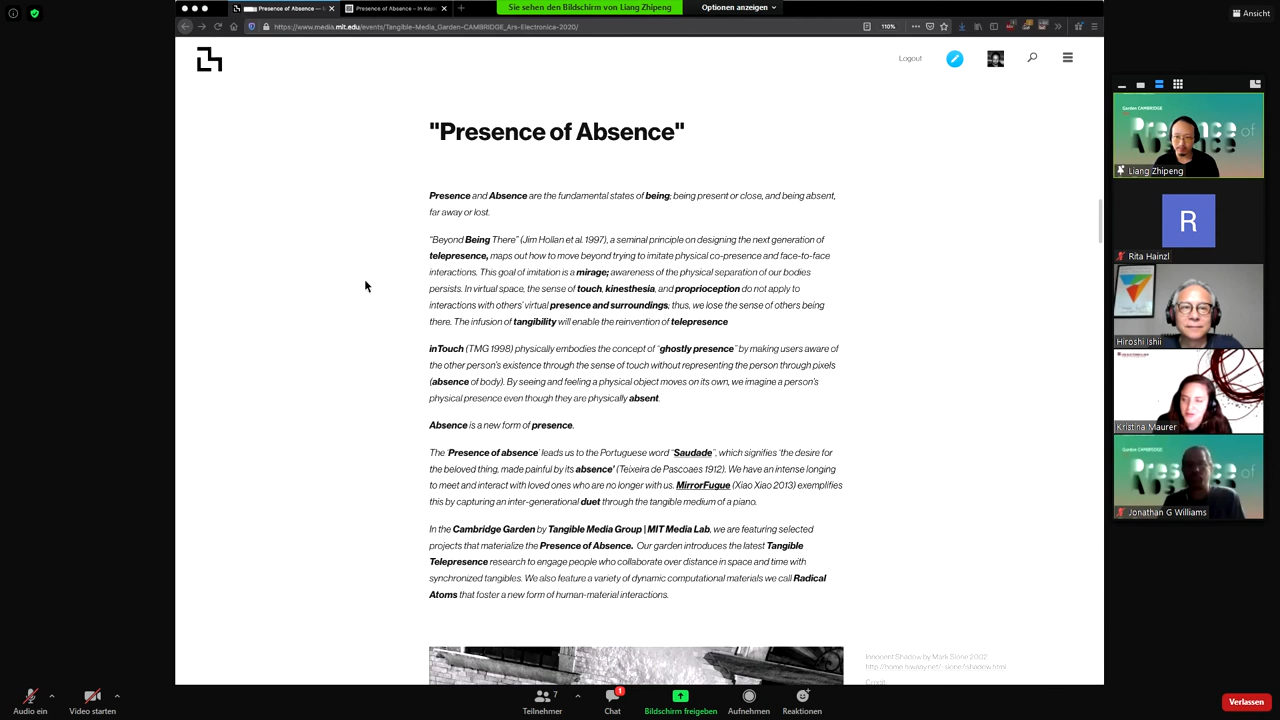 Presence of Absence —
Presence of Absence – In Kep
Sie sehen den Bildschirm von Liang Zhipeng
Optionen anzeigen
Ansicht
https://www.media.mit.edu/events/Tangible-Media_Garden-CAMBRIDGE_Ars-Electronica-2020/
110%
Logout
"Presence of Absence"
Presence and Absence are the fundamental states of being; being present or close, and being absent,
far away or lost.
“Beyond Being There” (Jim Hollan et al. 1997), a seminal principle on designing the next generation of
telepresence, maps out how to move beyond trying to imitate physical co-presence and face-to-face
interactions. This goal of imitation is a mirage; awareness of the physical separation of our bodies
persists. In virtual space, the sense of touch, kinesthesia, and proprioception do not apply to
interactions with others’ virtual presence and surroundings; thus, we lose the sense of others being
there. The infusion of tangibility will enable the reinvention of telepresence
inTouch (TMG 1998) physically embodies the concept of “ghostly presence” by making users aware of
the other person’s existence through the sense of touch without representing the person through pixels
(absence of body). By seeing and feeling a physical object moves on its own, we imagine a person’s
physical presence even though they are physically absent.
Absence is a new form of presence.
The ‘Presence of absence’ leads us to the Portuguese word “Saudade”, which signifies ‘the desire for
the beloved thing, made painful by its absence’ (Teixeira de Pascoaes 1912). We have an intense longing
to meet and interact with loved ones who are no longer with us. MirrorFugue (Xiao Xiao 2013) exemplifies
this by capturing an inter-generational duet through the tangible medium of a piano.
In the Cambridge Garden by Tangible Media Group | MIT Media Lab, we are featuring selected
projects that materialize the Presence of Absence. Our garden introduces the latest Tangible
Telepresence research to engage people who collaborate over distance in space and time with
synchronized tangibles. We also feature a variety of dynamic computational materials we call Radical
Atoms that foster a new form of human-material interactions.
Innocent Shadow by Mark Slone 2002
Credit:
Garden CAMBRIDGE
Presence of
Liang Zhipeng
R
Rita Hainzl
Hiroshi Ishii
Kristina Maurer
Garden CAMBRIDGE
Presence of
Jonathan G Williams
Audio ein
Video starten
7
Teilnehmer
1
Chat
Bildschirm freigeben
Aufnehmen
Reaktionen
Verlassen